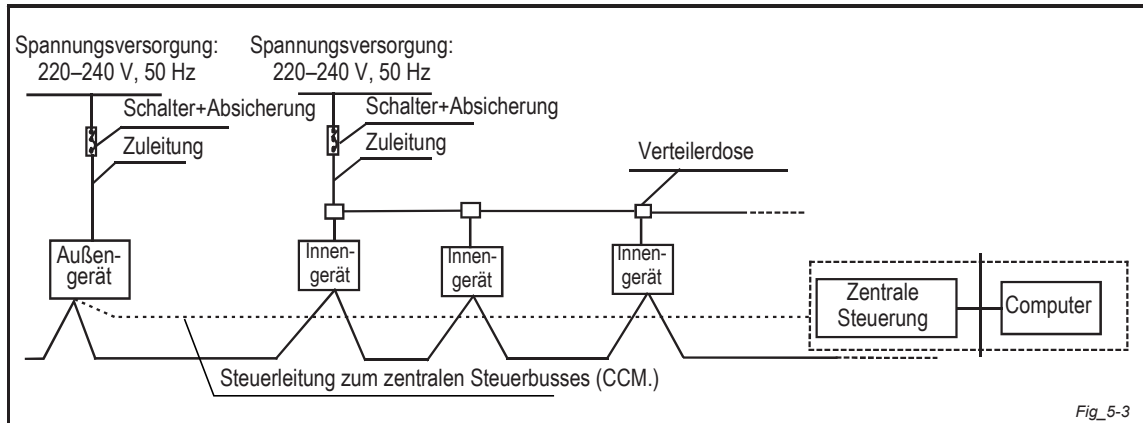 Spannungsversorgung:
220–240 V, 50 Hz
Spannungsversorgung:
220–240 V, 50 Hz
Schalter+Absicherung
Schalter+Absicherung
Zuleitung
Zuleitung
Verteilerdose
Außen-
gerät
Innen-
gerät
Innen-
gerät
Innen-
gerät
Zentrale
Steuerung
Computer
Steuerleitung zum zentralen Steuerbusses (CCM.)
Fig_5-3